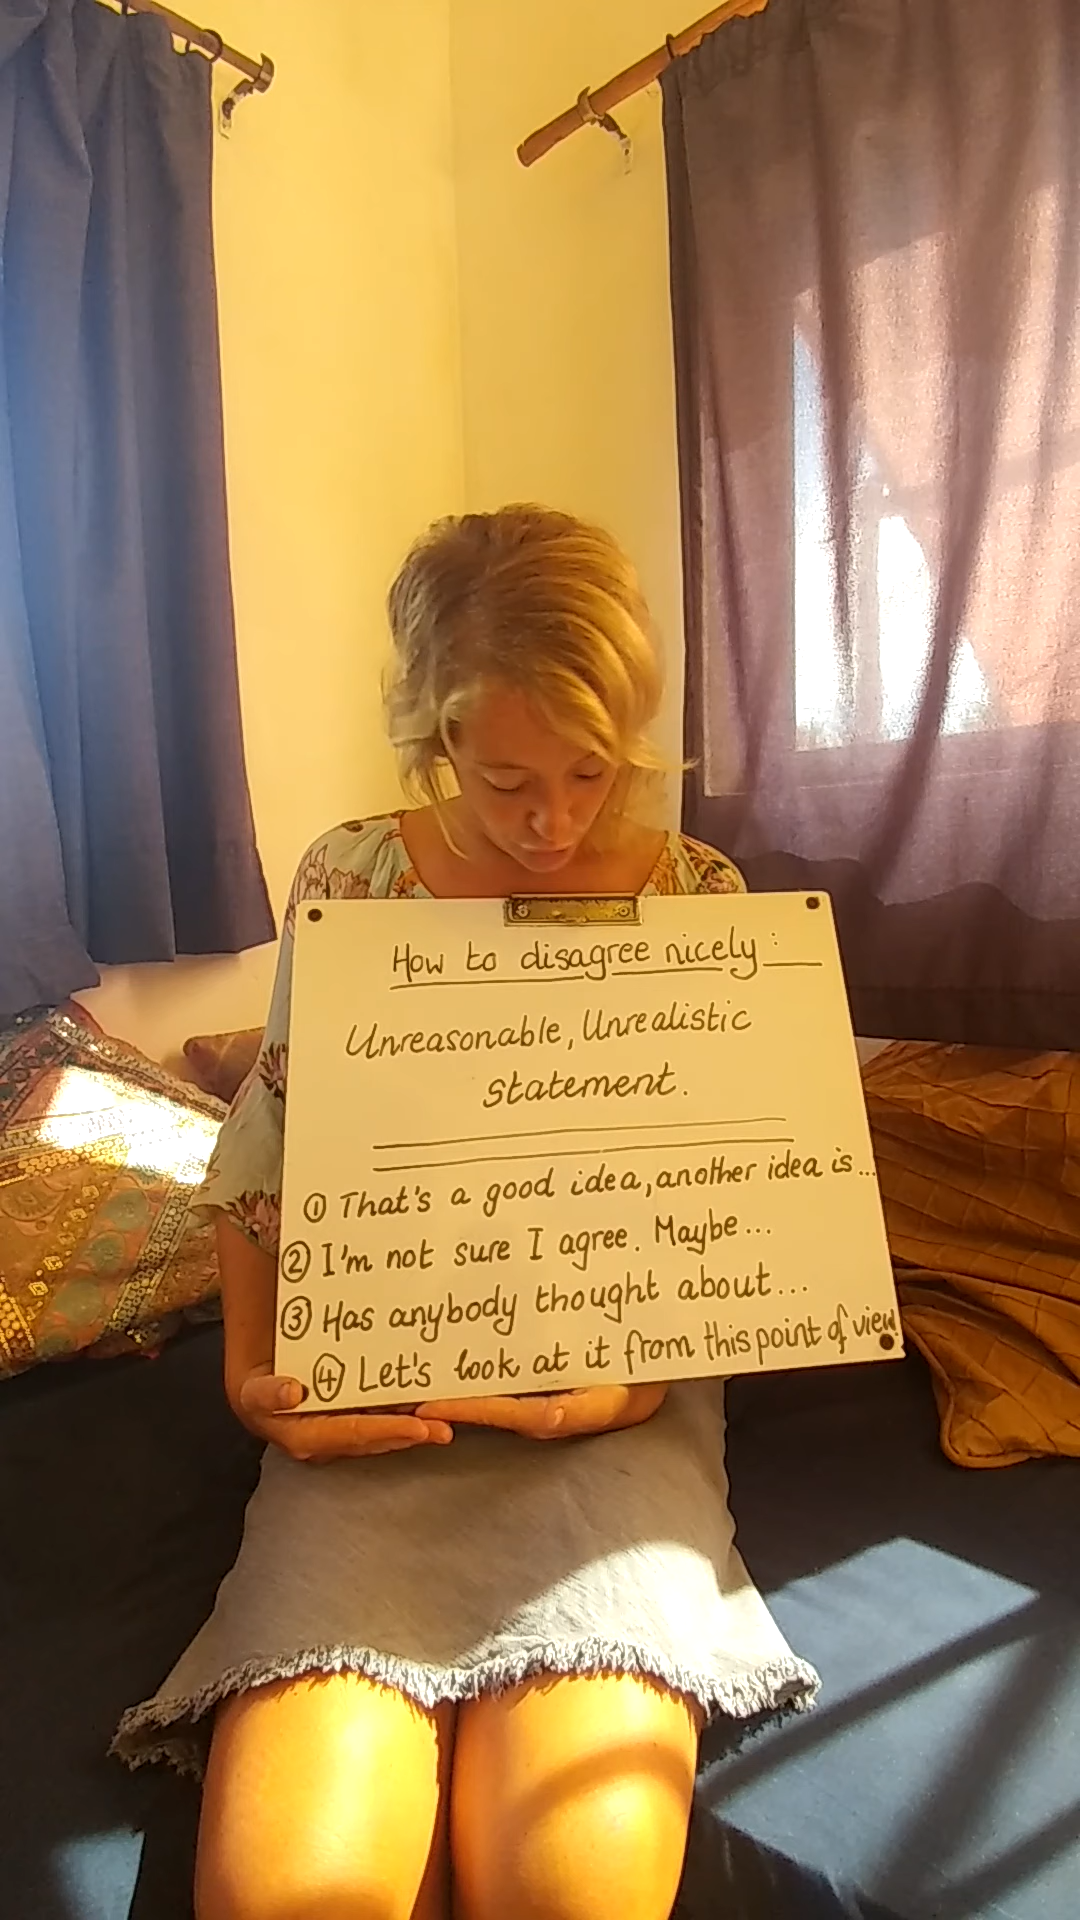 How to disagree nicely:
Unreasonable, Unrealistic
statement.
① That's a good idea, another idea is...
② I'm not sure I agree. Maybe...
③ Has anybody thought about...
④ Let's look at it from this point of view